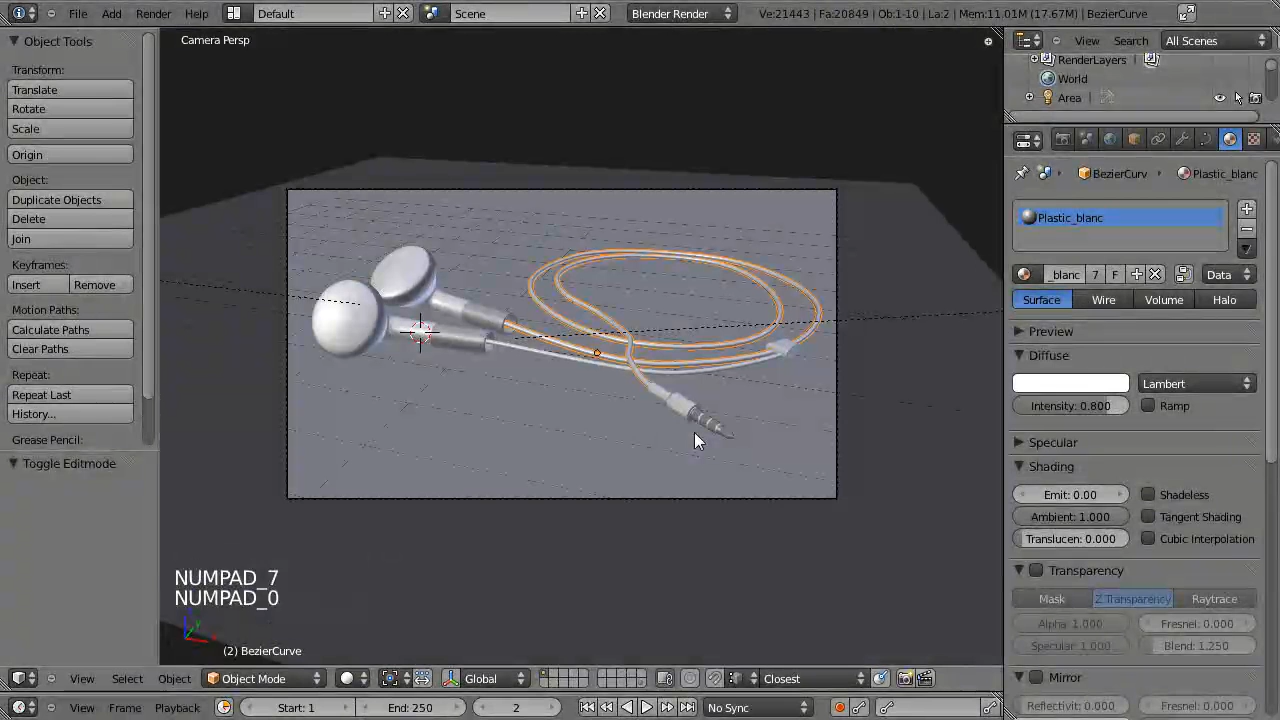 File Add Render Help Default Scene Blender Render Ve:21443 | Fa:20849 | Ob:1-10 | La:2 | Mem:11.01M (17.67M) | BezierCurve
Object Tools
Transform:
Translate
Rotate
Scale
Origin
Object:
Duplicate Objects
Delete
Join
Keyframes:
Insert Remove
Motion Paths:
Calculate Paths
Clear Paths
Repeat:
Repeat Last
History...
Grease Pencil:
Toggle Editmode
Camera Persp
NUMPAD_7
NUMPAD_0
(2) BezierCurve
View Select Object Object Mode Global Closest
View Frame Playback Start: 1 End: 250 2 No Sync
View Search All Scenes
RenderLayers
World
Area
BezierCurv Plastic_blanc
Plastic_blanc
_blanc 7 F Data
Surface Wire Volume Halo
Preview
Diffuse
Lambert
Intensity: 0.800 Ramp
Specular
Shading
Emit: 0.00 Shadeless
Ambient: 1.000 Tangent Shading
Translucen: 0.000 Cubic Interpolation
Transparency
Mask Z Transparency Raytrace
Alpha: 1.000 Fresnel: 0.000
Specular: 1.000 Blend: 1.250
Mirror
Reflectivity: 0.000 Fresnel: 0.000